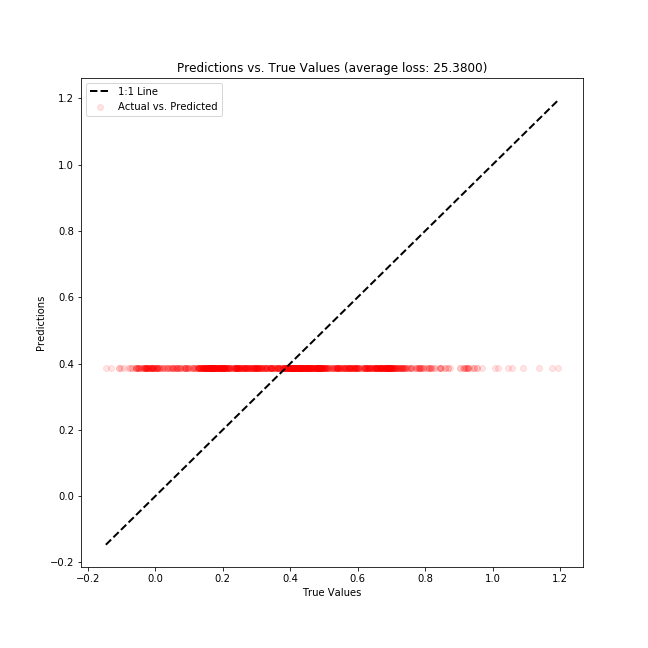 Predictions vs. True Values (average loss: 25.3800)
1:1 Line
Actual vs. Predicted
1.2
1.0
0.8
0.6
0.4
0.2
0.0
−0.2
Predictions
−0.2 0.0 0.2 0.4 0.6 0.8 1.0 1.2
True Values